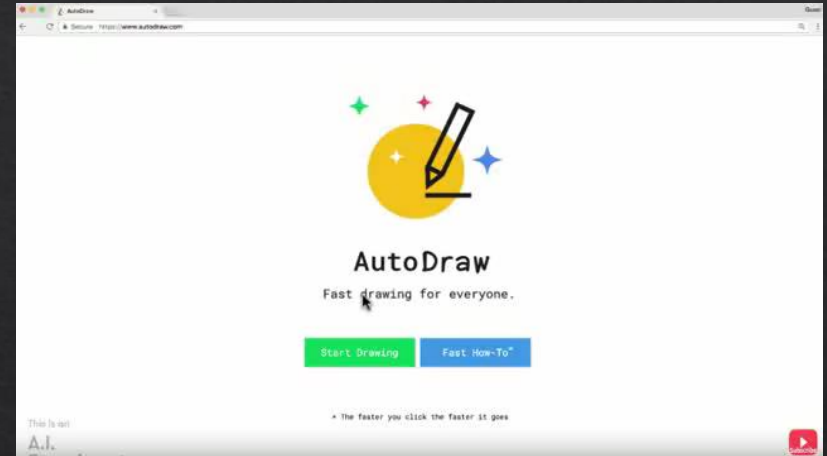 AutoDraw
Guest
Secure https://www.autodraw.com
AutoDraw
Fast drawing for everyone.
Start Drawing
Fast How-To
* The faster you click the faster it goes
This is an
A.I.
Subscribe